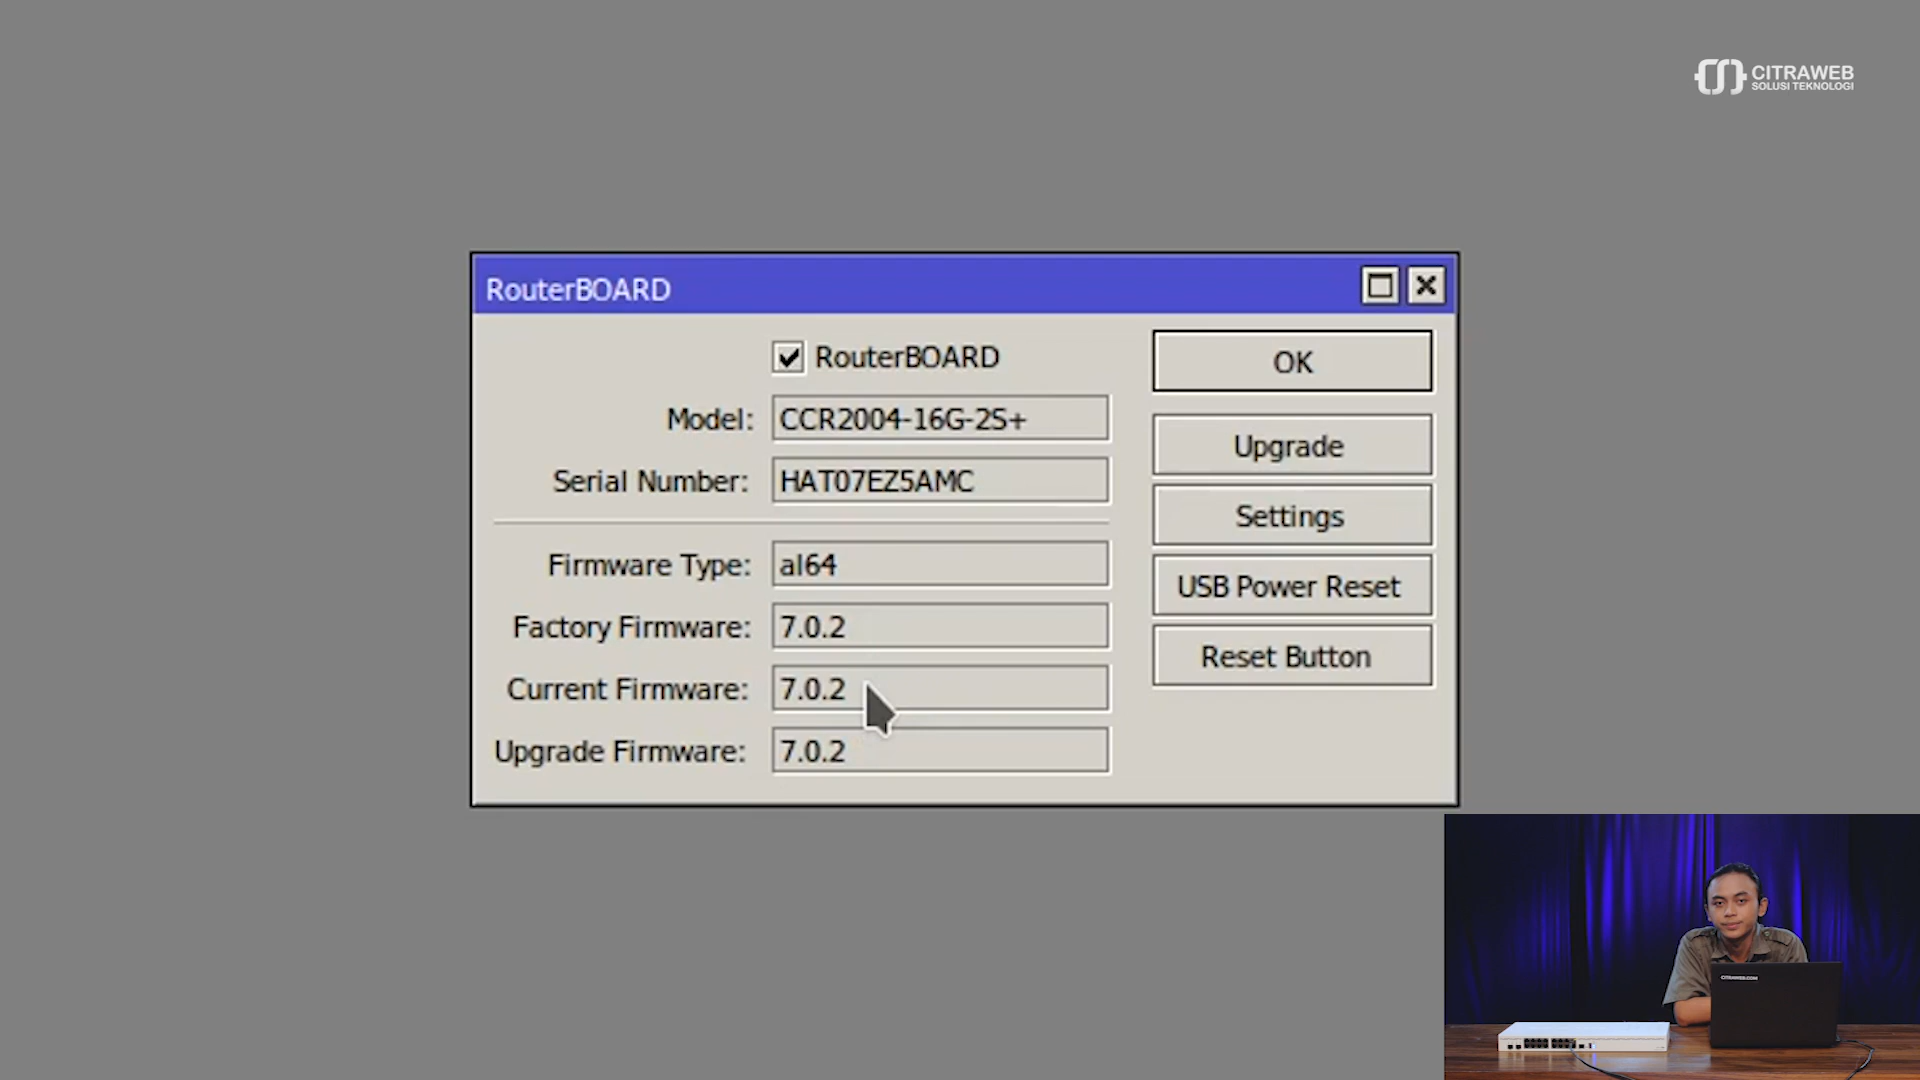 CITRAWEB
SOLUSI TEKNOLOGI
RouterBOARD
RouterBOARD
Model: CCR2004-16G-2S+
Serial Number: HAT07EZ5AMC
Firmware Type: al64
Factory Firmware: 7.0.2
Current Firmware: 7.0.2
Upgrade Firmware: 7.0.2
OK
Upgrade
Settings
USB Power Reset
Reset Button
CITRAWEB.COM